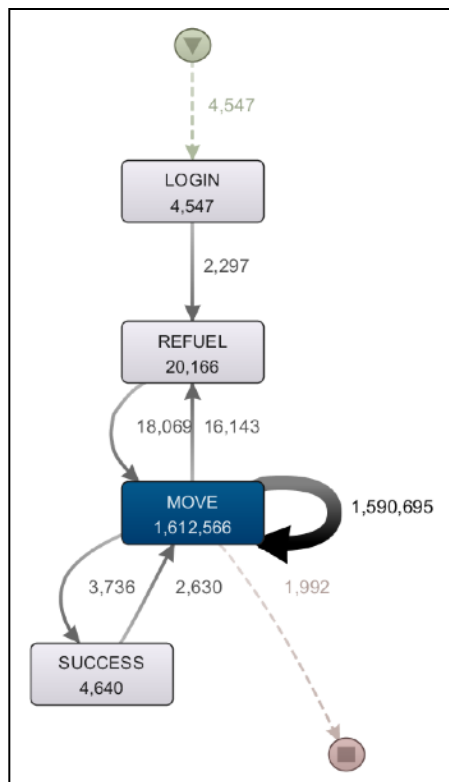 4,547
LOGIN
4,547
2,297
REFUEL
20,166
18,069 16,143
MOVE
1,612,566
1,590,695
3,736 2,630 1,992
SUCCESS
4,640